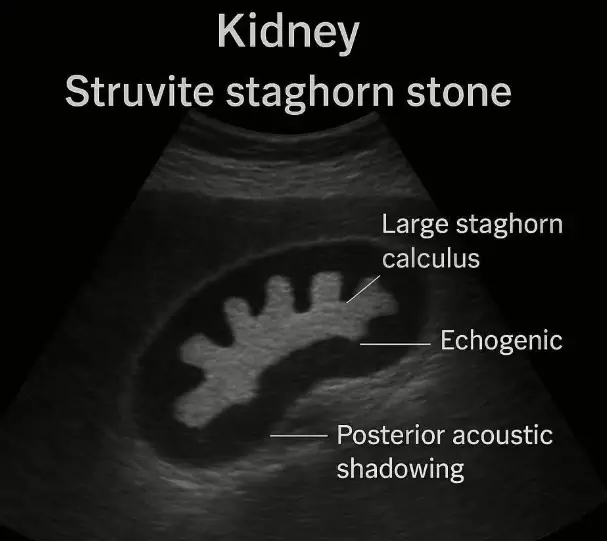 Kidney
Struvite staghorn stone
Large staghorn
calculus
Echogenic
Posterior acoustic
shadowing